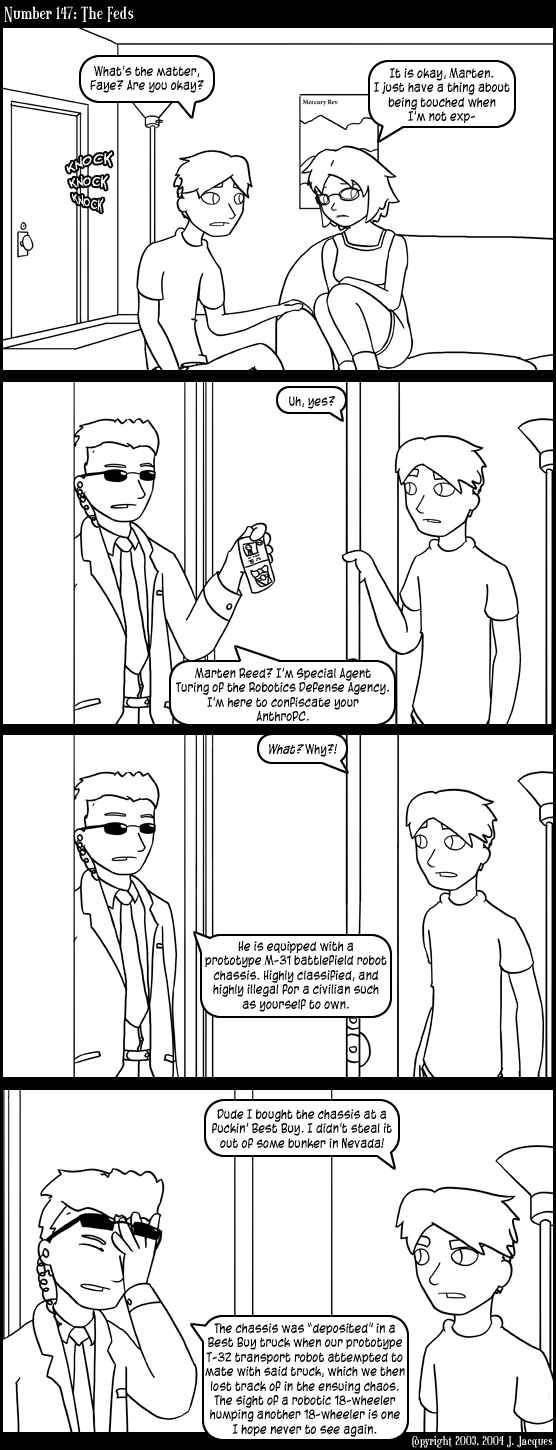 Number 147: The Feds
What's the matter,
Faye? Are you okay?
It is okay, Marten.
I just have a thing about
being touched when
I'm not exp-
Mercury Rev
KNOCK
KNOCK
KNOCK
Uh, yes?
Marten Reed? I'm Special Agent
Turing of the Robotics Defense Agency.
I'm here to confiscate your
AnthroPC.
What? Why?!
He is equipped with a
prototype M-31 battlefield robot
chassis. Highly classified, and
highly illegal for a civilian such
as yourself to own.
Dude I bought the chassis at a
fuckin' Best Buy. I didn't steal it
out of some bunker in Nevada!
The chassis was "deposited" in a
Best Buy truck when our prototype
T-32 transport robot attempted to
mate with said truck, which we then
lost track of in the ensuing chaos.
The sight of a robotic 18-wheeler
humping another 18-wheeler is one
I hope never to see again.
Copyright 2003, 2004 J. Jacques